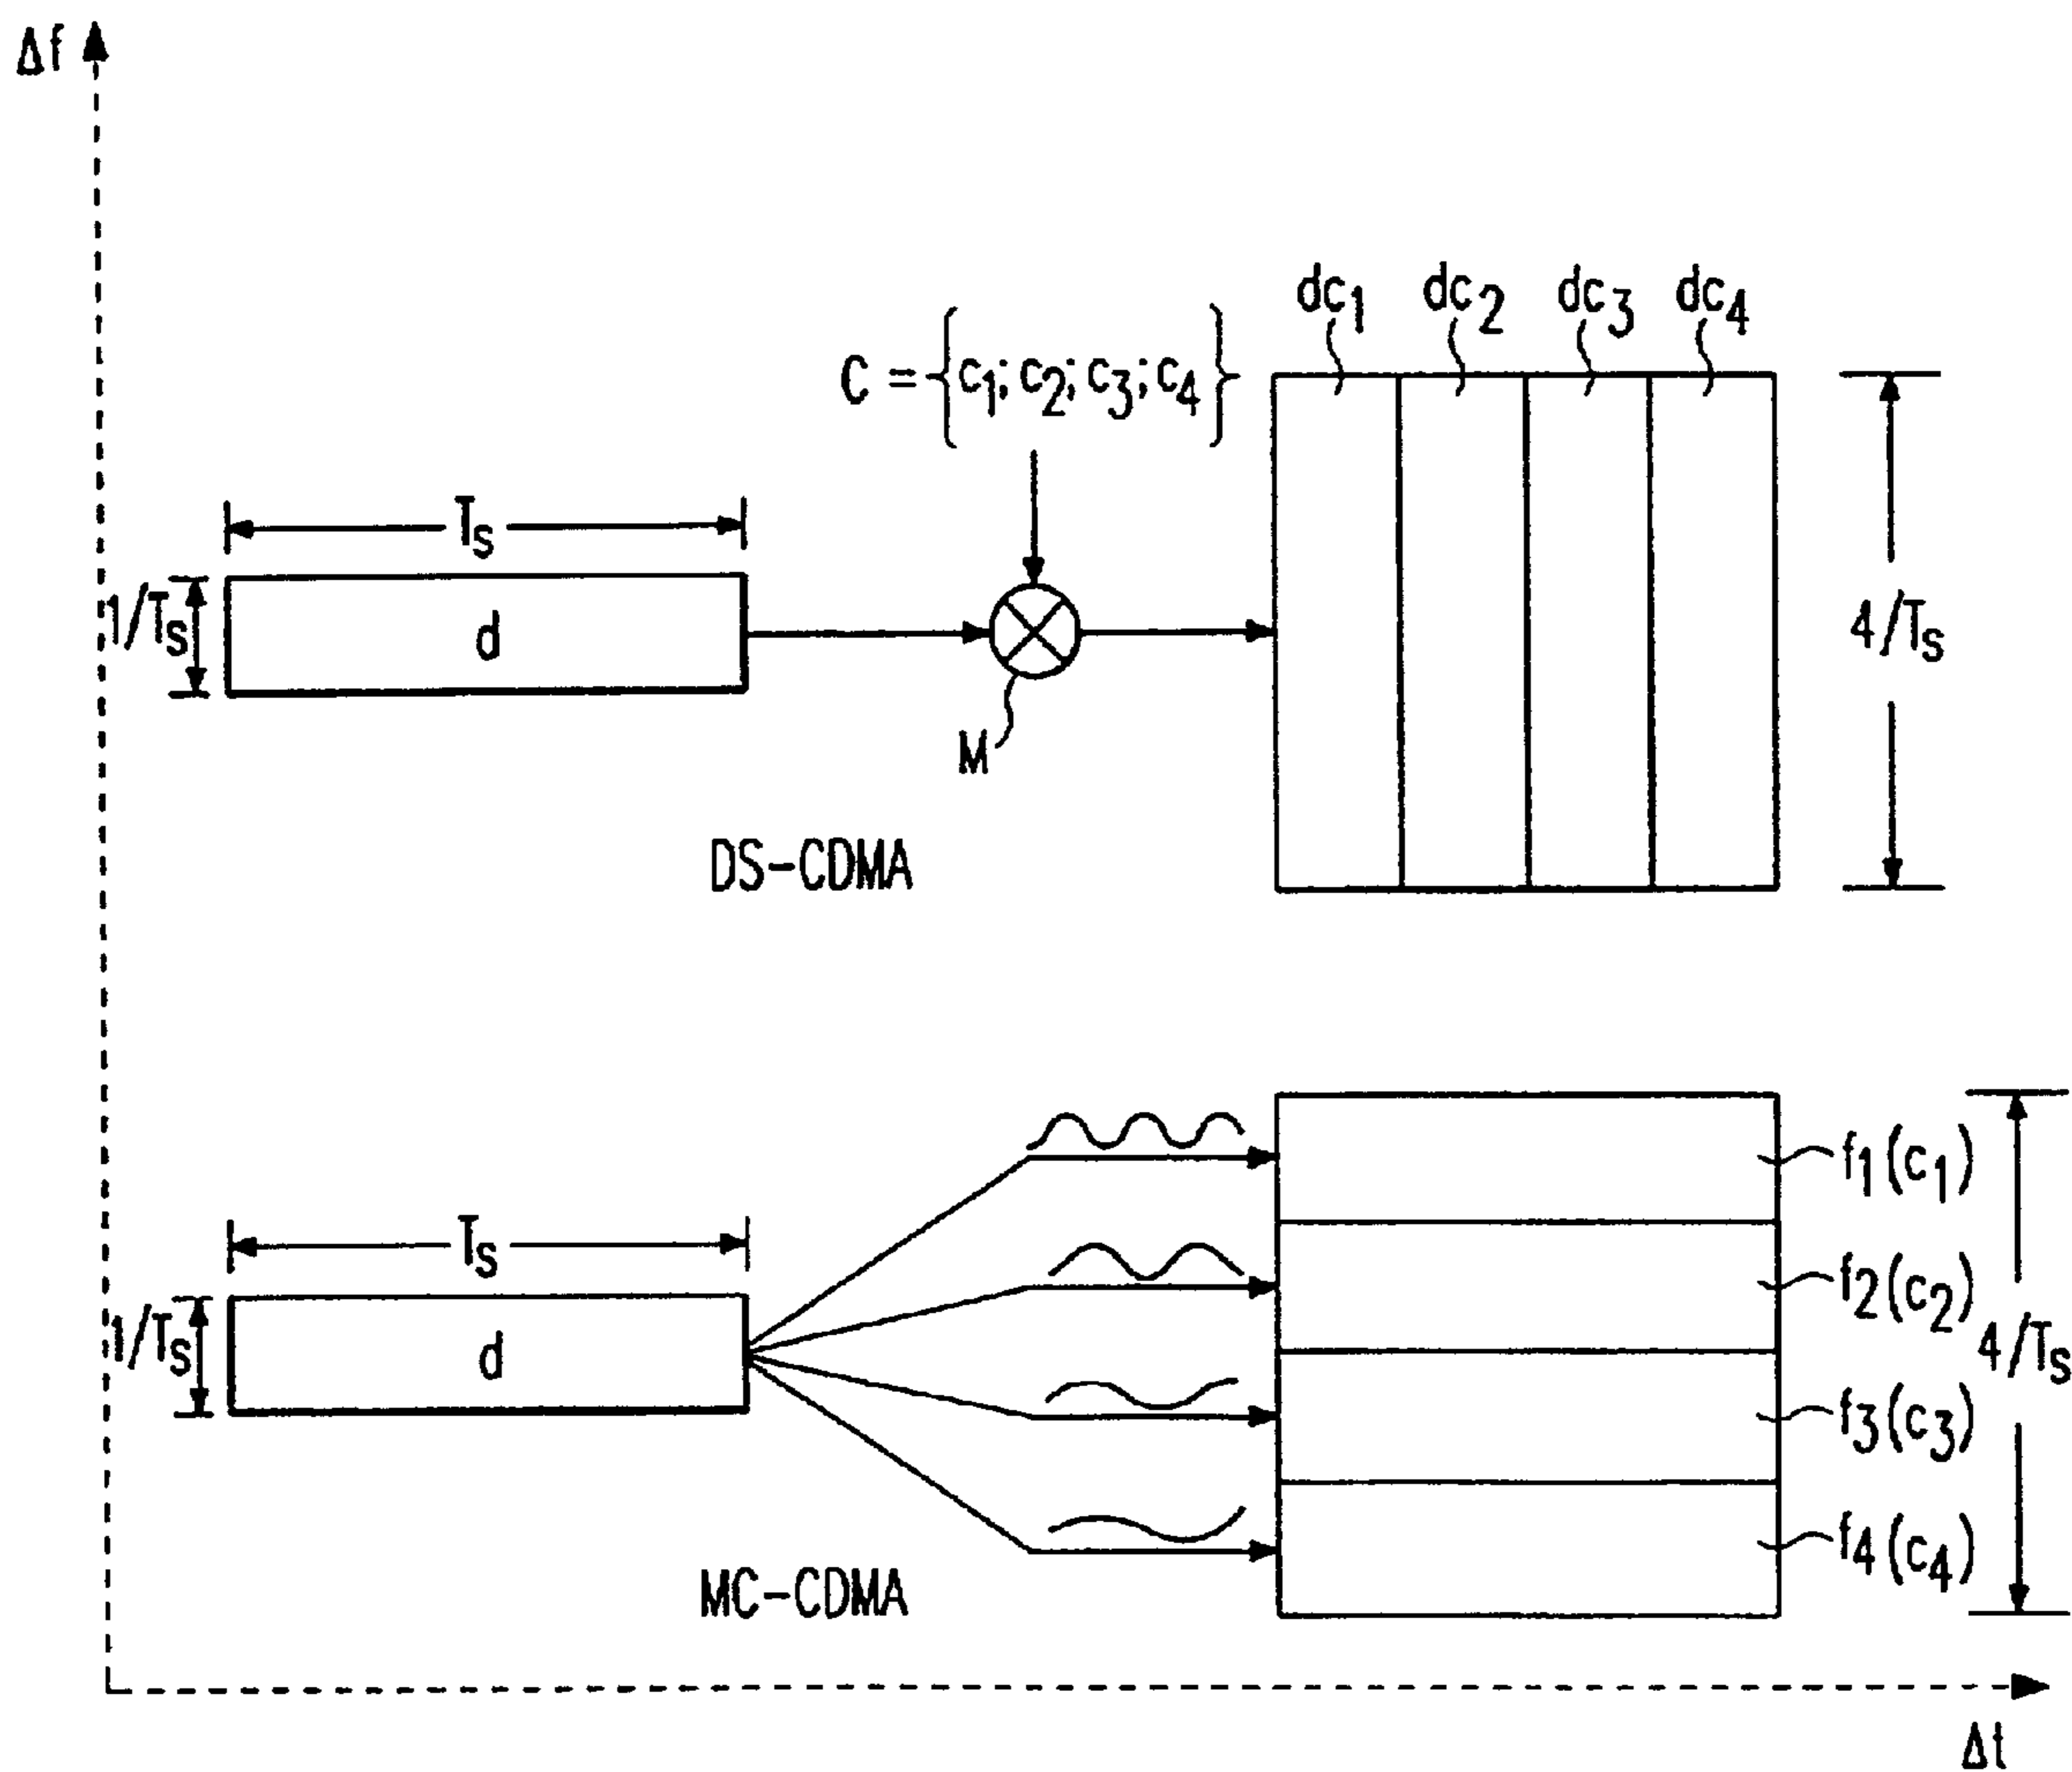 Δf
dc1 dc2 dc3 dc4
C = {c1; c2; c3; c4}
Ts
1/Ts
d
4/Ts
M
DS-CDMA
f1(c1)
Ts
f2(c2)
4/Ts
1/Ts
d
f3(c3)
f4(c4)
MC-CDMA
Δt